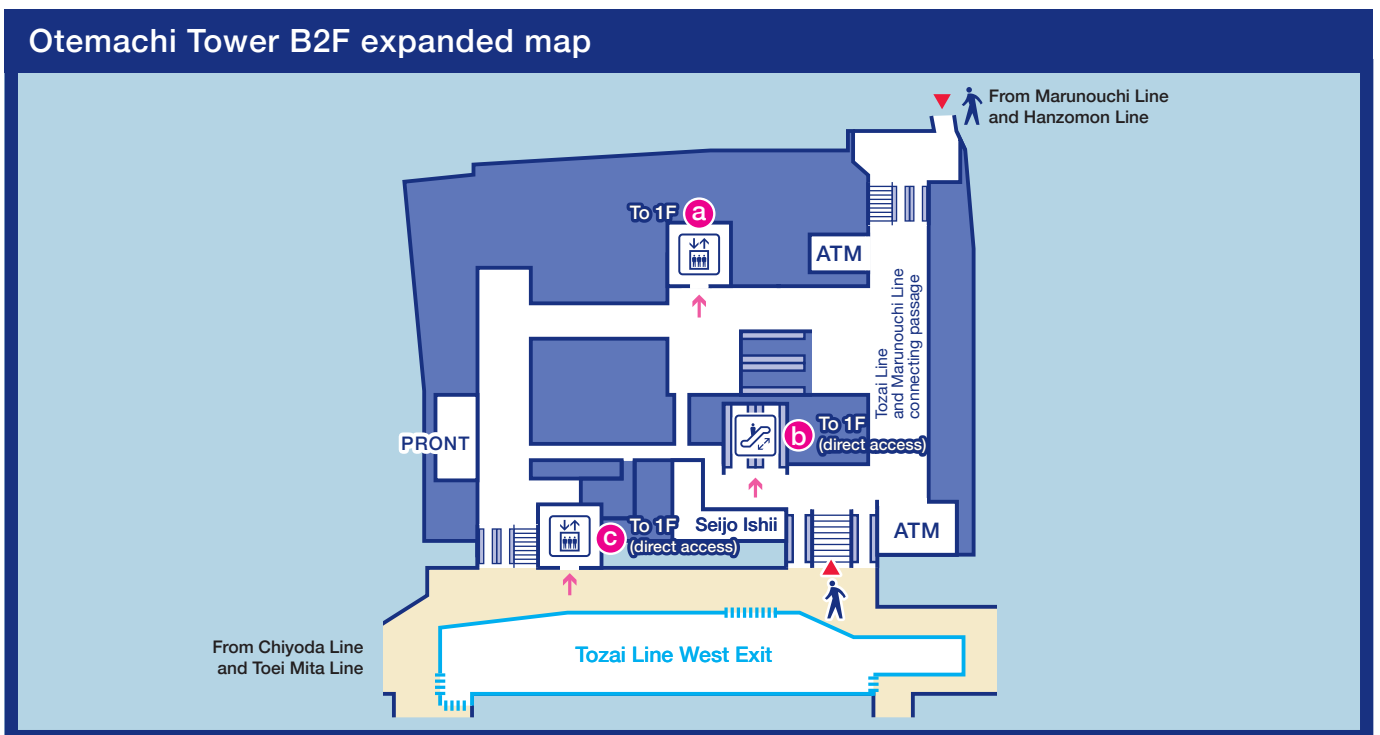 Otemachi Tower B2F expanded map
From Marunouchi Line
and Hanzomon Line
To 1F a
ATM
Tozai Line
and Marunouchi Line
connecting passage
PRONT
b To 1F
(direct access)
c To 1F
(direct access)
Seijo Ishii
ATM
From Chiyoda Line
and Toei Mita Line
Tozai Line West Exit